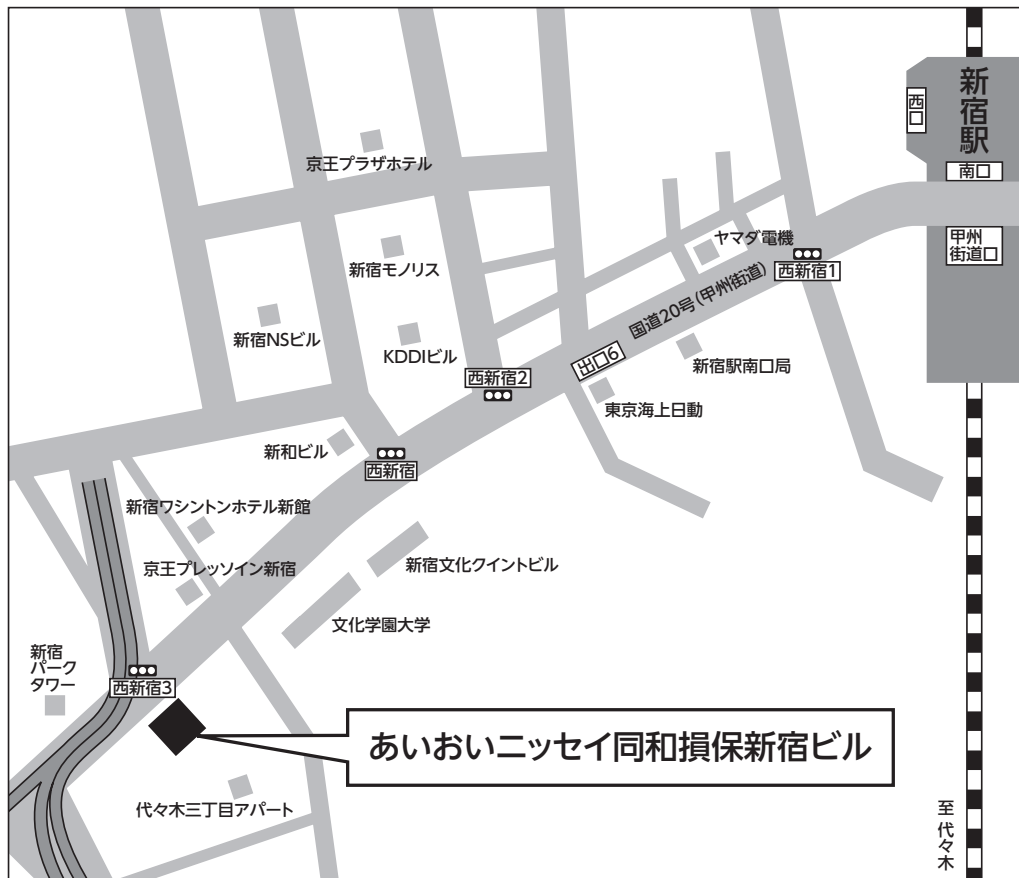 新宿駅
西口
南口
甲州
街道口
京王プラザホテル
ヤマダ電機
新宿モノリス
西新宿1
国道20号(甲州街道)
新宿NSビル
KDDIビル
出口6
新宿駅南口局
西新宿2
東京海上日動
新和ビル
西新宿
新宿ワシントンホテル新館
新宿文化クイントビル
京王プレッソイン新宿
文化学園大学
新宿
パーク
タワー
西新宿3
あいおいニッセイ同和損保新宿ビル
代々木三丁目アパート
至 代々木